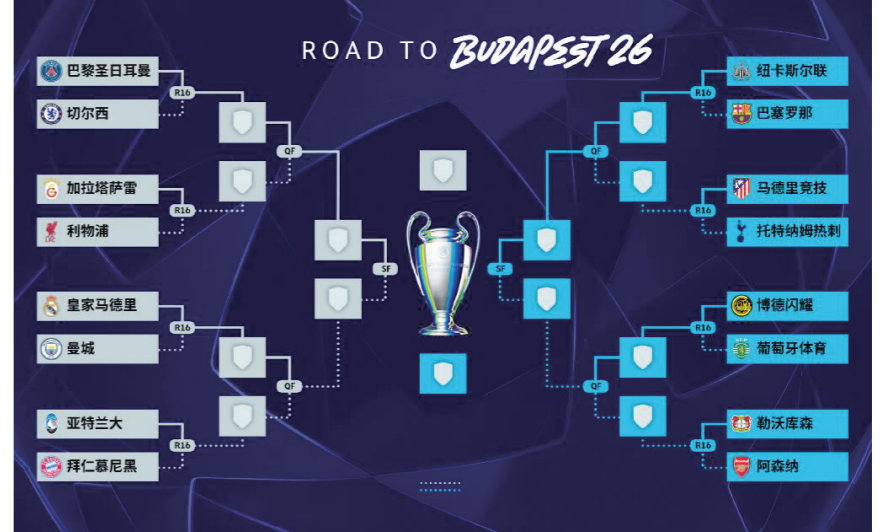 ROAD TO BUDAPEST 26
巴黎圣日耳曼
R16
切尔西
QF
加拉塔萨雷
R16
利物浦
SF
皇家马德里
R16
曼城
QF
亚特兰大
R16
拜仁慕尼黑
纽卡斯尔联
R16
巴塞罗那
QF
马德里竞技
R16
托特纳姆热刺
SF
博德闪耀
R16
葡萄牙体育
QF
勒沃库森
R16
阿森纳